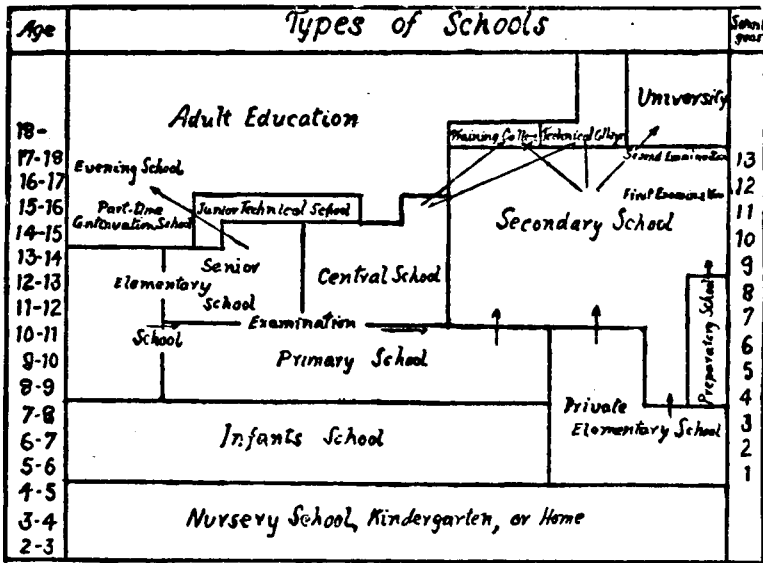 Age
Types of Schools
School year
Adult Education
University
Training College
Technical College
18-
17-18
Second Examination
13
Evening School
16-17
First Examination
12
15-16
Part-Time
Junior Technical School
Secondary School
11
Continuation School
14-15
10
13-14
Senior
9
12-13
Elementary
Central School
8
11-12
School
7
10-11
School
Examination
6
9-10
Primary School
Preparatory School
5
8-9
4
7-8
Private
3
6-7
Infants School
Elementary School
2
5-6
1
4-5
3-4
Nursery School, Kindergarten, or Home
2-3